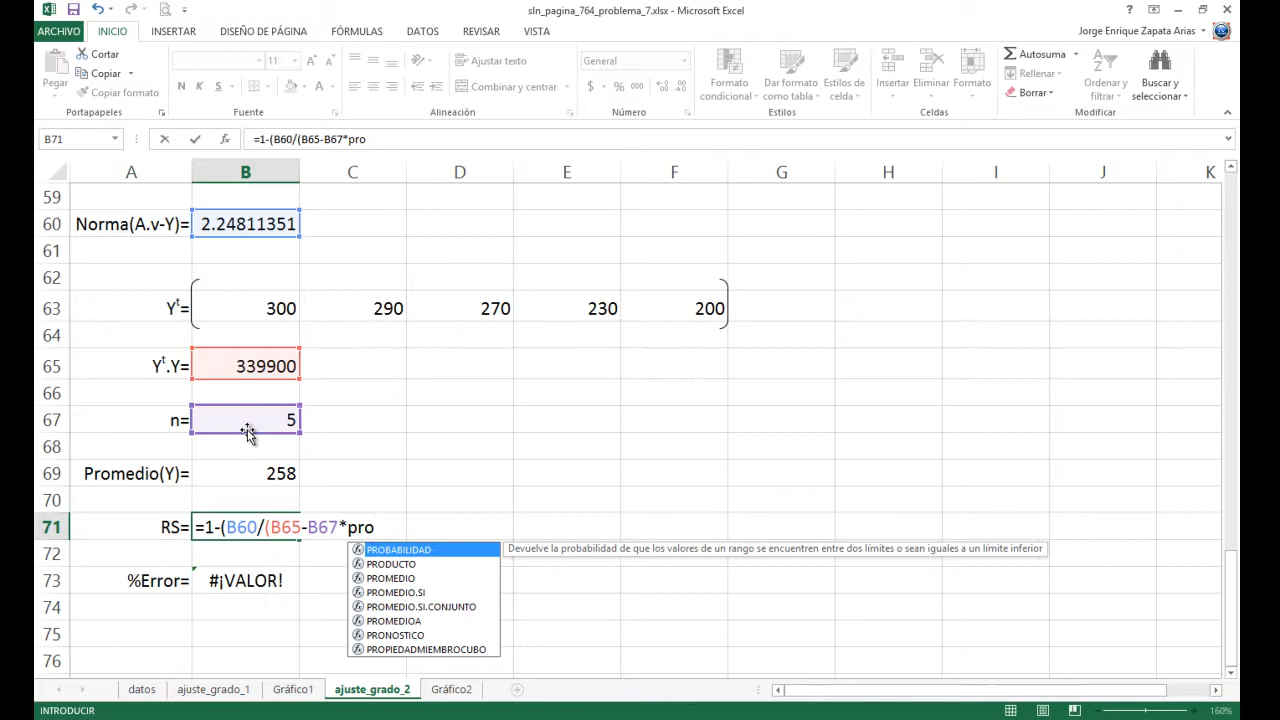 sln_pagina_764_problema_7.xlsx - Microsoft Excel
ARCHIVO INICIO INSERTAR DISEÑO DE PÁGINA FÓRMULAS DATOS REVISAR VISTA Jorge Enrique Zapata Arias
Pegar
Cortar
Copiar
Copiar formato
Portapapeles
11
N K S
Fuente
Ajustar texto
Combinar y centrar
Alineación
General
$ % 000
Número
Formato condicional
Dar formato como tabla
Estilos de celda
Estilos
Insertar Eliminar Formato
Celdas
Autosuma
Rellenar
Borrar
Ordenar y filtrar
Buscar y seleccionar
Modificar
B71 fx =1-(B60/(B65-B67*pro
A B C D E F G H I J K
59
60 Norma(A.v-Y)= 2.24811351
61
62
63 Yt= 300 290 270 230 200
64
65 Yt.Y= 339900
66
67 n= 5
68
69 Promedio(Y)= 258
70
71 RS= =1-(B60/(B65-B67*pro
72
PROBABILIDAD Devuelve la probabilidad de que los valores de un rango se encuentren entre dos límites o sean iguales a un límite inferior
PRODUCTO
PROMEDIO
PROMEDIO.SI
PROMEDIO.SI.CONJUNTO
PROMEDIOA
PRONOSTICO
PROPIEDADMIEMBROCUBO
73 %Error= #¡VALOR!
74
75
76
datos ajuste_grado_1 Gráfico1 ajuste_grado_2 Gráfico2
INTRODUCIR 160%